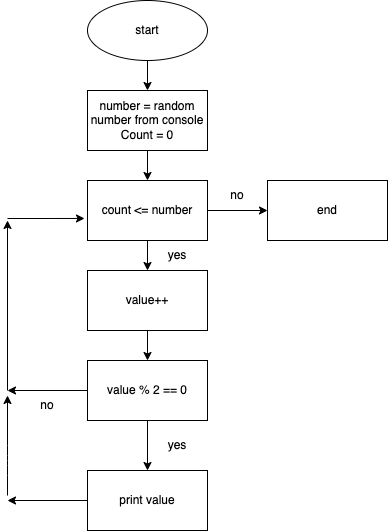 start
number = random
number from console
Count = 0
count <= number
no
end
yes
value++
value % 2 == 0
no
yes
print value